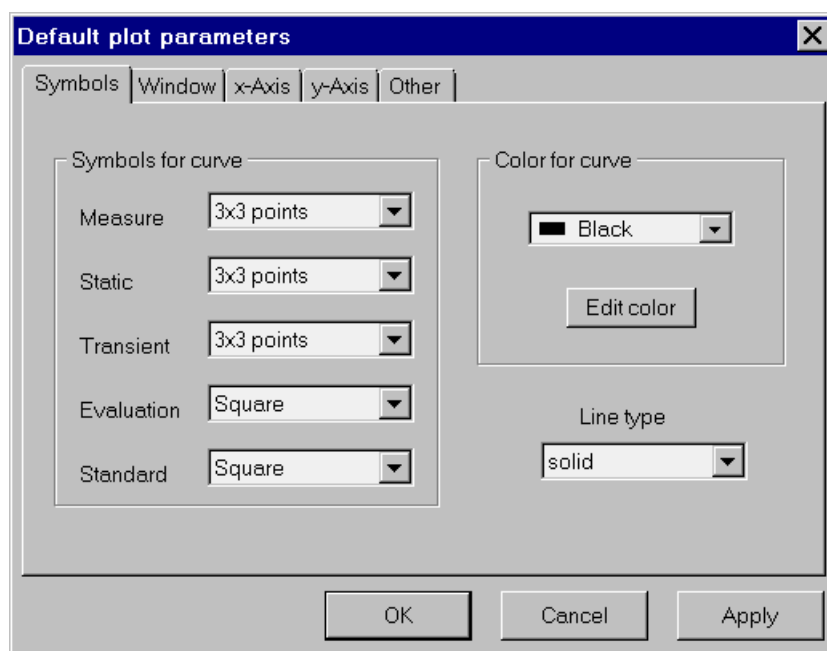 Default plot parameters
Symbols Window x-Axis y-Axis Other
Symbols for curve
Measure 3x3 points
Static 3x3 points
Transient 3x3 points
Evaluation Square
Standard Square
Color for curve
Black
Edit color
Line type
solid
OK Cancel Apply